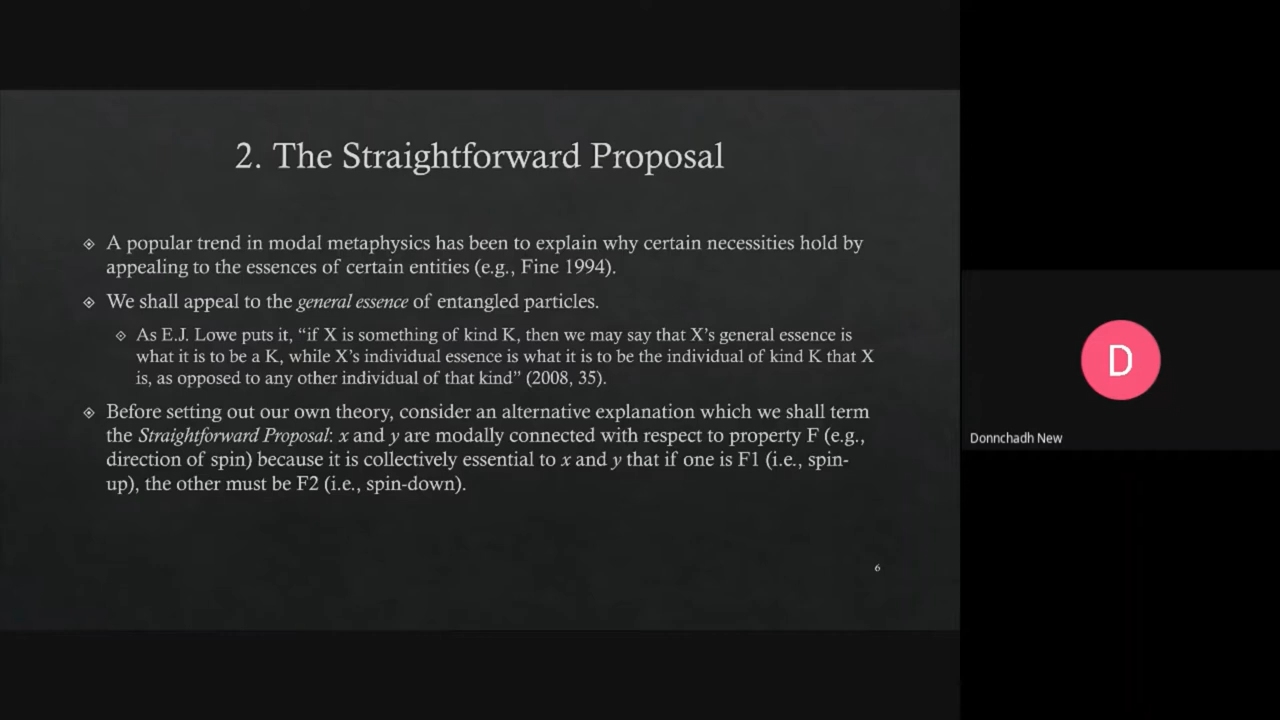 2. The Straightforward Proposal
A popular trend in modal metaphysics has been to explain why certain necessities hold by
appealing to the essences of certain entities (e.g., Fine 1994).
We shall appeal to the general essence of entangled particles.
As E.J. Lowe puts it, “if X is something of kind K, then we may say that X’s general essence is
what it is to be a K, while X’s individual essence is what it is to be the individual of kind K that X
is, as opposed to any other individual of that kind” (2008, 35).
Before setting out our own theory, consider an alternative explanation which we shall term
the Straightforward Proposal: x and y are modally connected with respect to property F (e.g.,
direction of spin) because it is collectively essential to x and y that if one is F1 (i.e., spin-
up), the other must be F2 (i.e., spin-down).
6
D
Donnchadh New